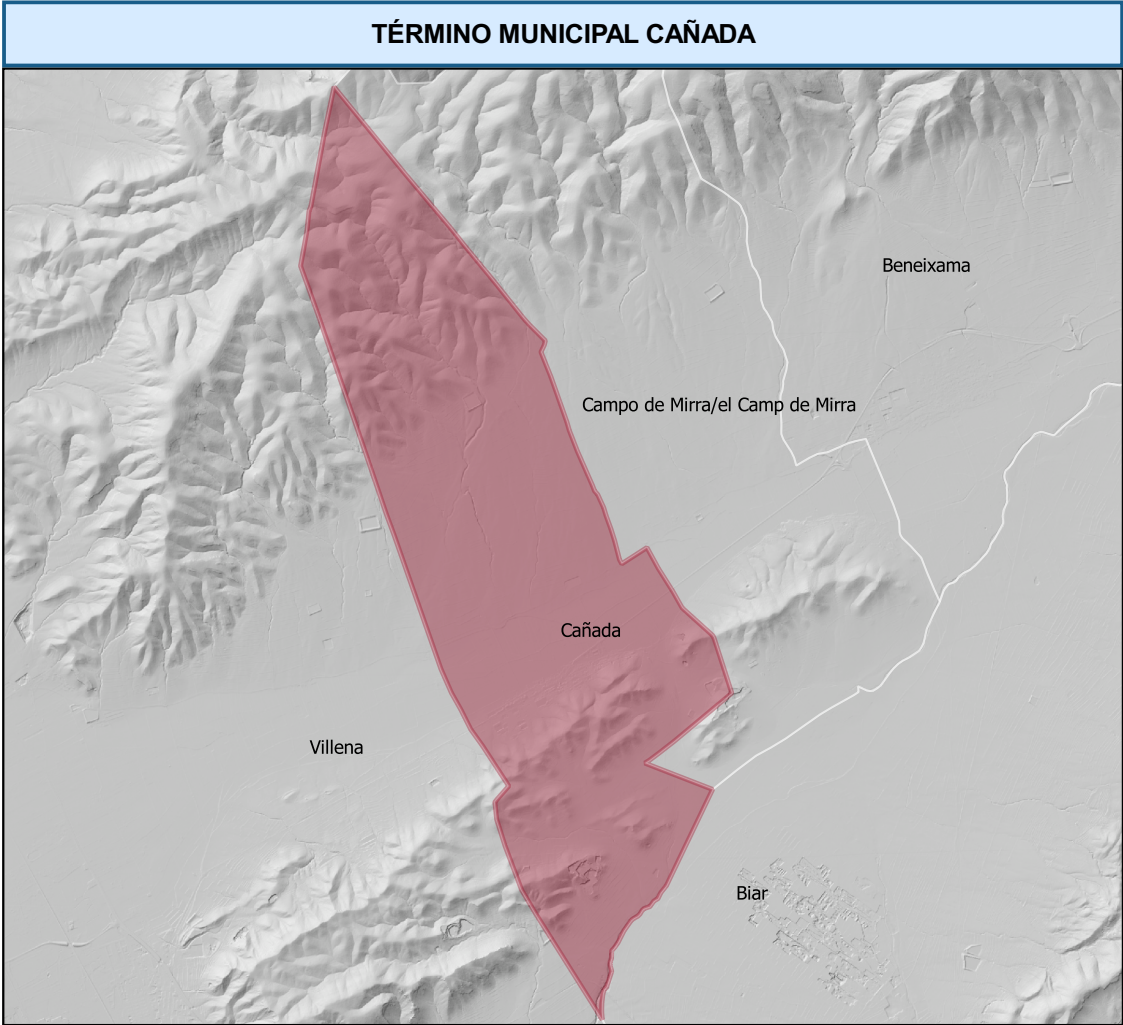 TÉRMINO MUNICIPAL CAÑADA
Beneixama
Campo de Mirra/el Camp de Mirra
Cañada
Villena
Biar